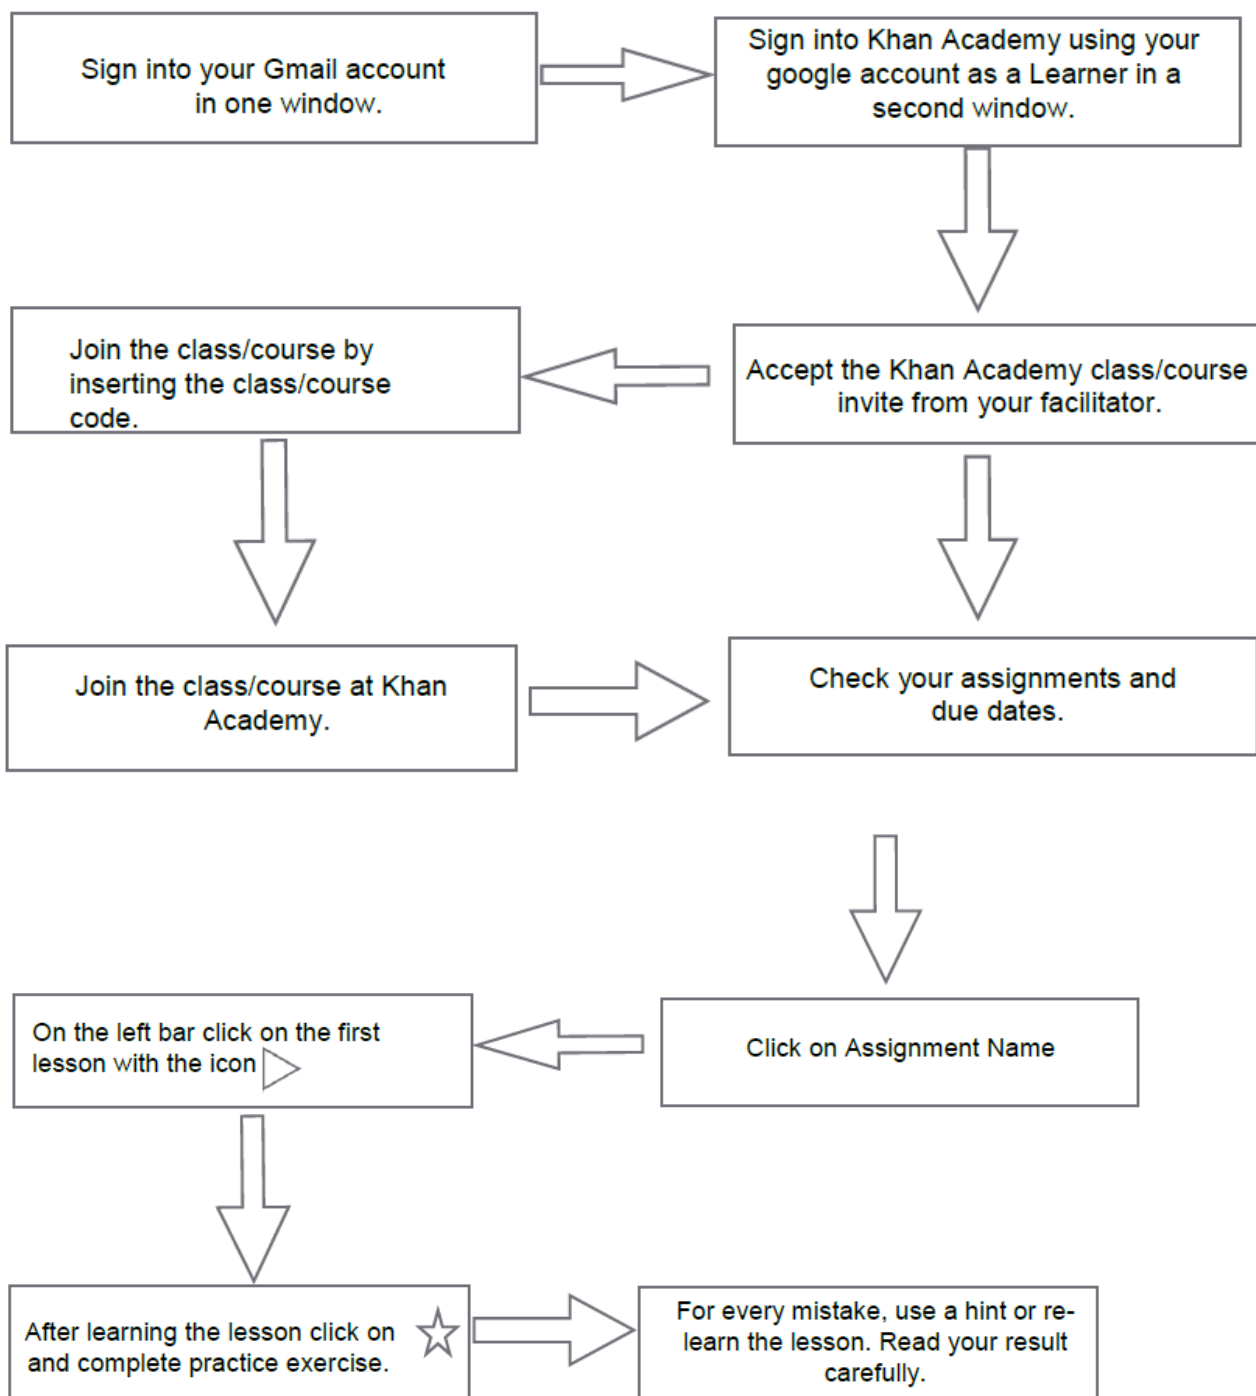 Sign into your Gmail account
in one window.
Sign into Khan Academy using your
google account as a Learner in a
second window.
Accept the Khan Academy class/course
invite from your facilitator.
Join the class/course by
inserting the class/course
code.
Join the class/course at Khan
Academy.
Check your assignments and
due dates.
Click on Assignment Name
On the left bar click on the first
lesson with the icon
After learning the lesson click on
and complete practice exercise.
For every mistake, use a hint or re-
learn the lesson. Read your result
carefully.